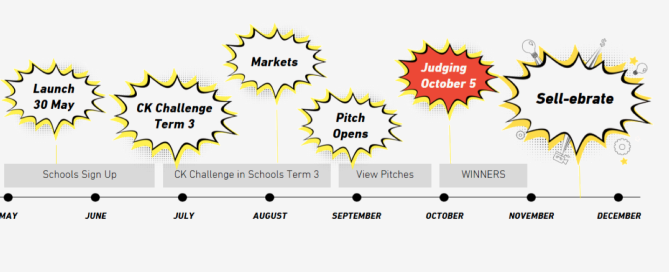 Launch
30 May
CK Challenge
Term 3
Markets
Pitch
Opens
Judging
October 5
Sell-ebrate
Schools Sign Up
CK Challenge in Schools Term 3
View Pitches
WINNERS
MAY
JUNE
JULY
AUGUST
SEPTEMBER
OCTOBER
NOVEMBER
DECEMBER